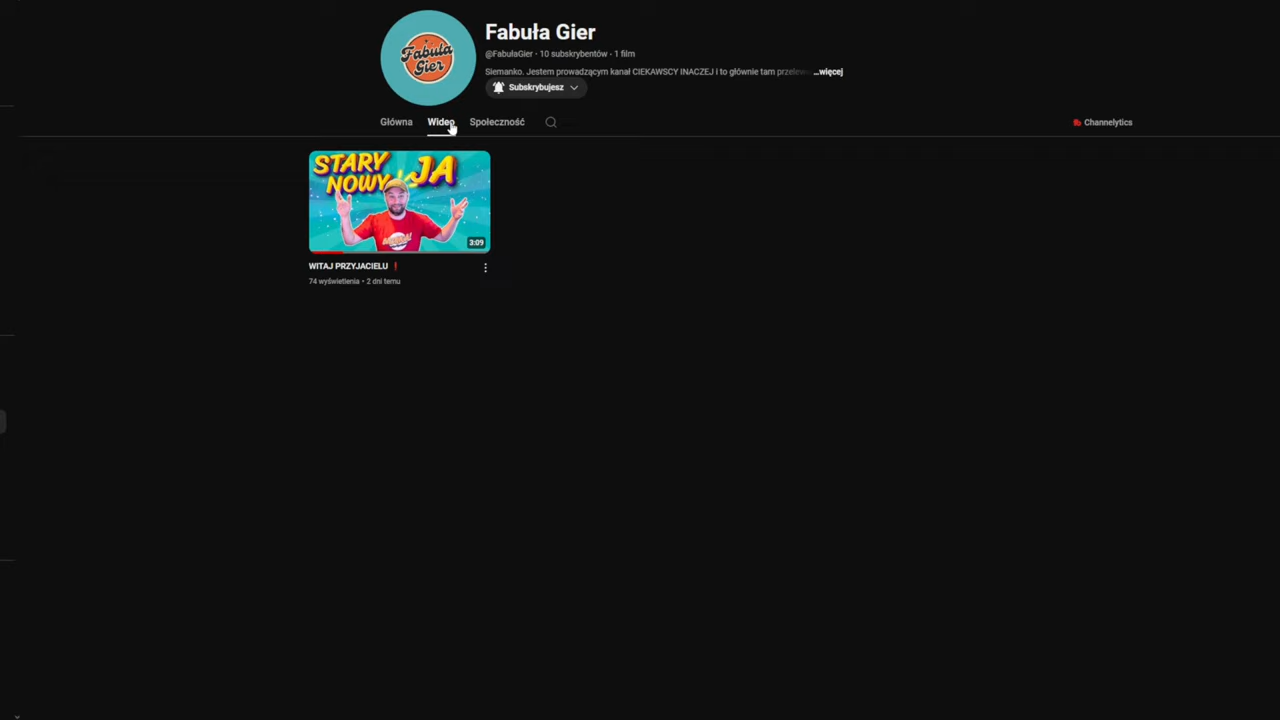 Fabuła Gier
Fabuła Gier
@FabułaGier · 10 subskrybentów · 1 film
Siemanko. Jestem prowadzącym kanał CIEKAWSCY INACZEJ i to głównie tam ...więcej
Subskrybujesz
Główna Wideo Społeczność
Channelytics
STARY JA
NOWY
3:09
WITAJ PRZYJACIELU ❗
74 wyświetlenia • 2 dni temu